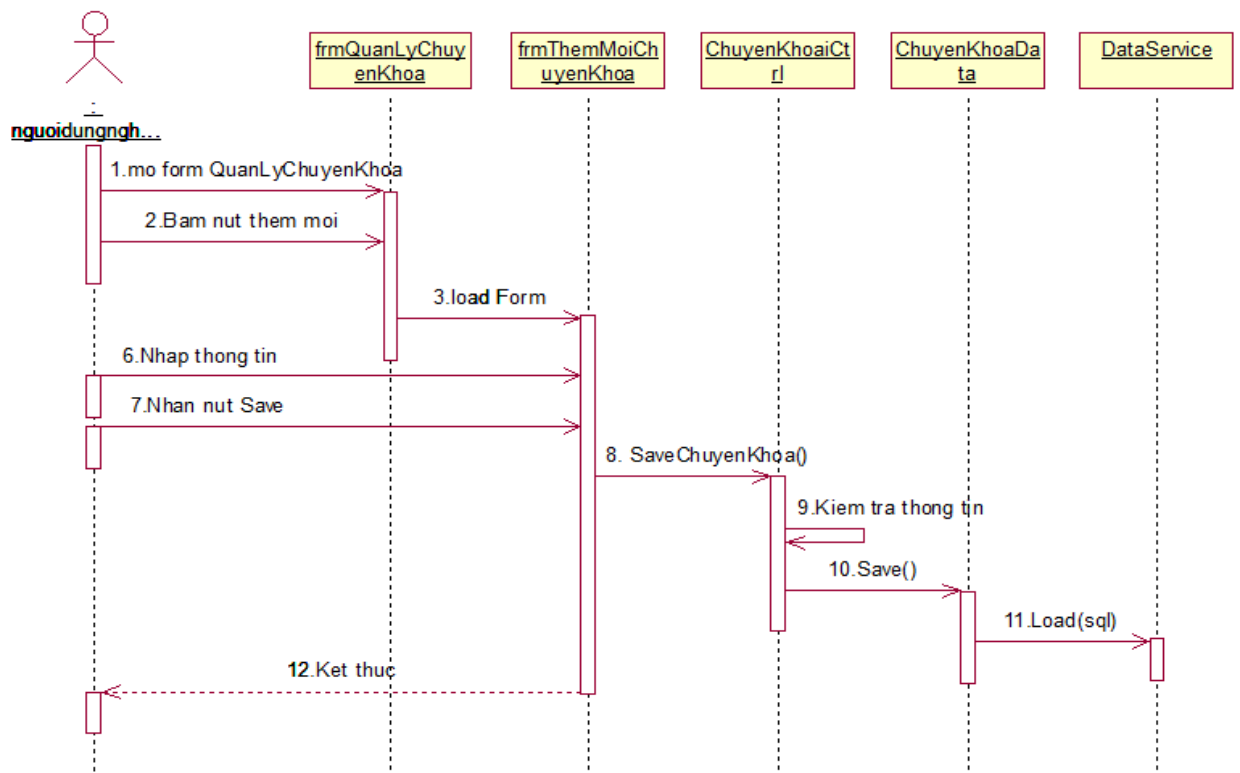 frmQuanLyChuy
enKhoa
frmThemMoiCh
uyenKhoa
ChuyenKhoaiCt
rl
ChuyenKhoaDa
ta
DataService
:
nguoidungngh...
1.mo form QuanLyChuyenKhoa
2.Bam nut them moi
3.load Form
6.Nhap thong tin
7.Nhan nut Save
8. SaveChuyenKhoa()
9.Kiem tra thong tin
10.Save()
11.Load(sql)
12.Ket thuc